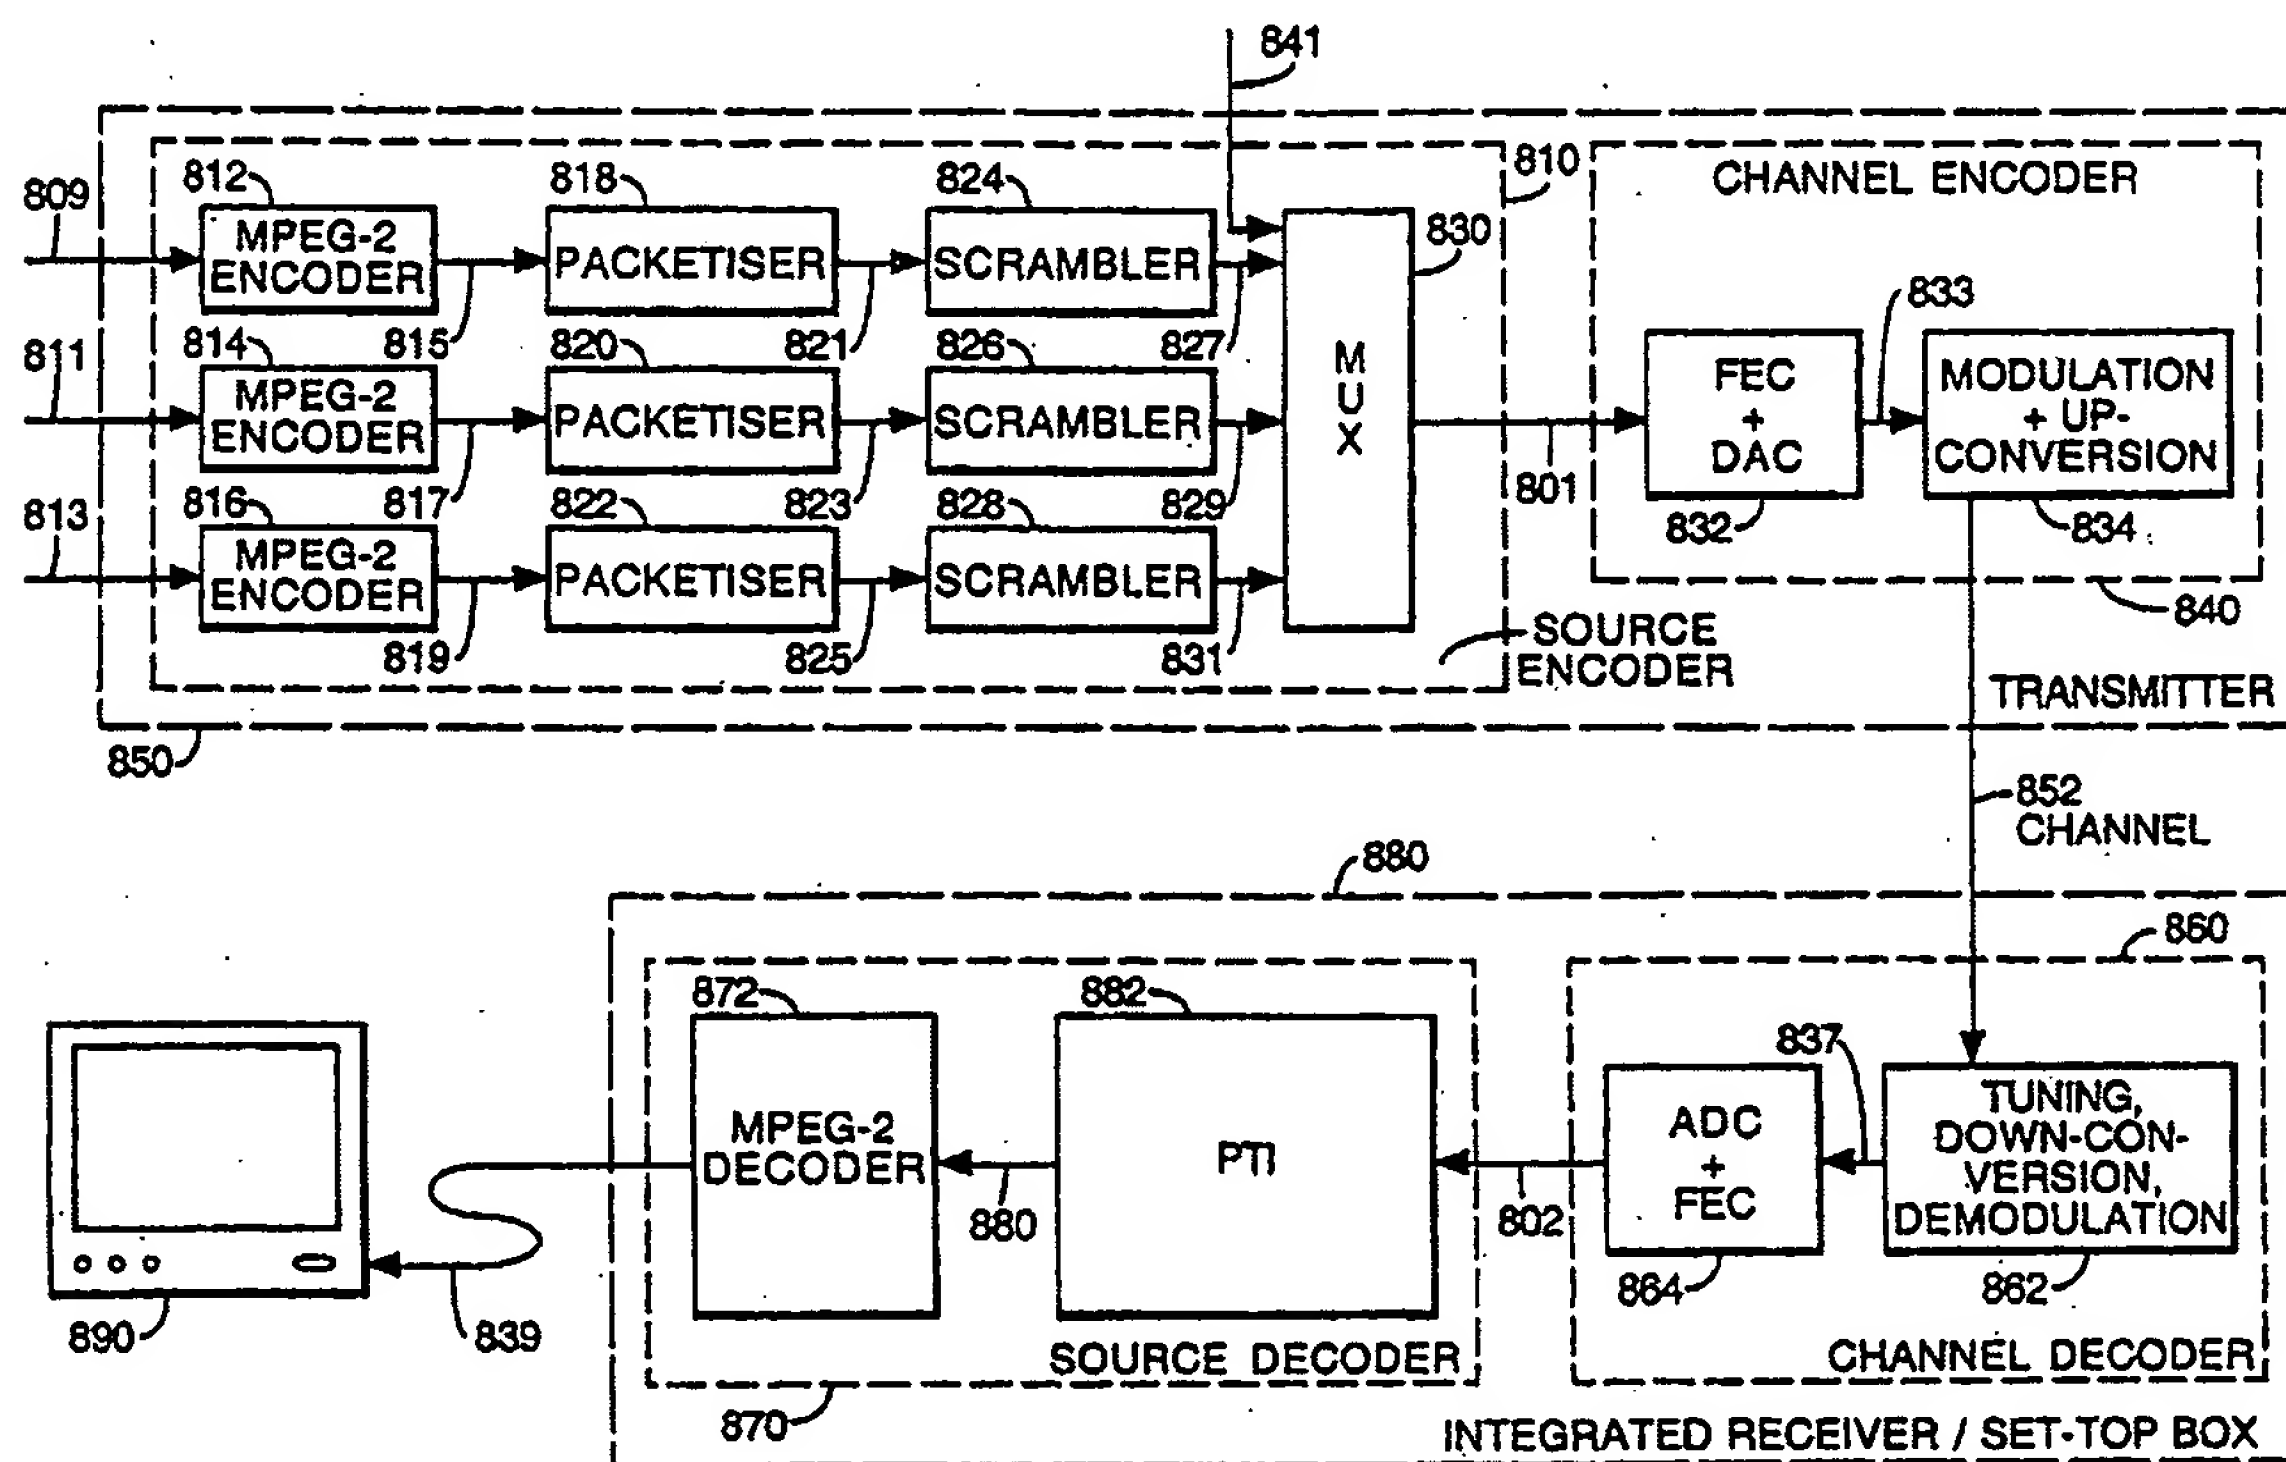 841
809
812
818
824
810
CHANNEL ENCODER
MPEG-2
ENCODER
PACKETISER
SCRAMBLER
830
833
811
814
815
820
821
826
827
M
U
X
FEC
+
DAC
MODULATION
+ UP-
CONVERSION
MPEG-2
ENCODER
PACKETISER
SCRAMBLER
801
832
834
813
816
817
822
823
828
829
MPEG-2
ENCODER
PACKETISER
SCRAMBLER
840
819
825
831
SOURCE
ENCODER
TRANSMITTER
850
852
CHANNEL
880
860
872
882
837
MPEG-2
DECODER
PTI
ADC
+
FEC
TUNING,
DOWN-CON-
VERSION,
DEMODULATION
880
802
864
862
890
839
SOURCE DECODER
CHANNEL DECODER
870
INTEGRATED RECEIVER / SET-TOP BOX